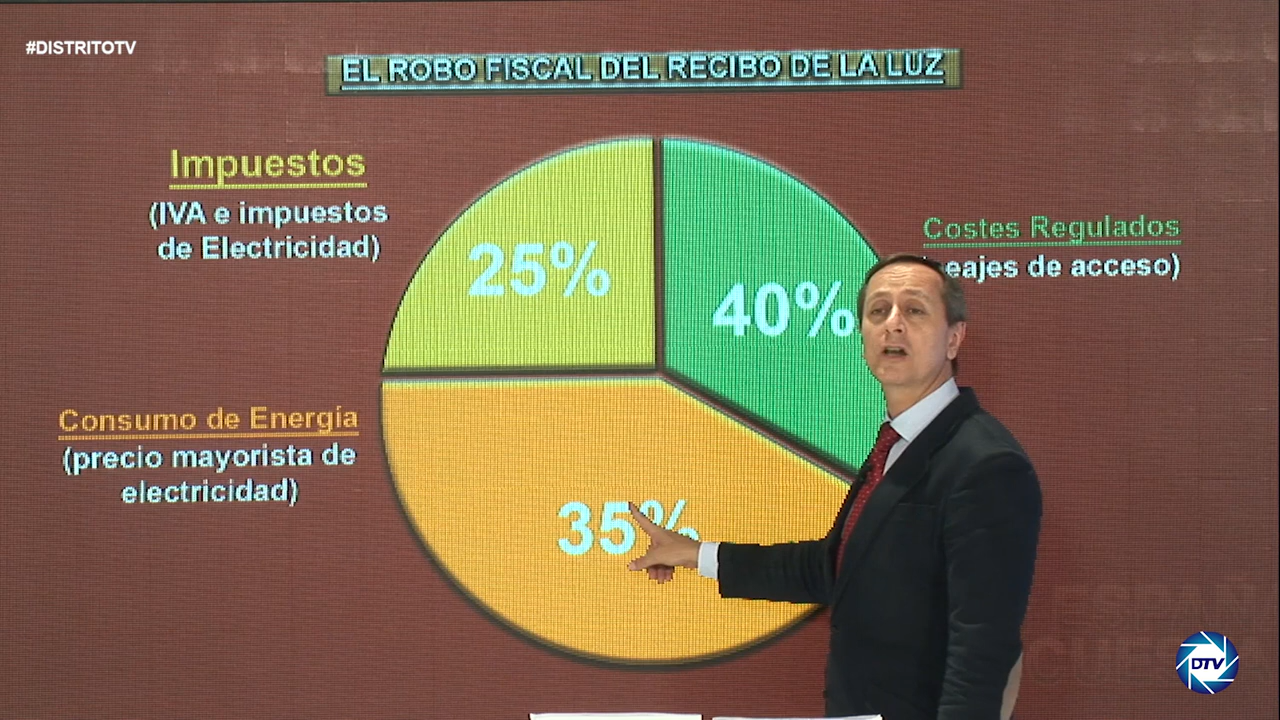 #DISTRITOTV
EL ROBO FISCAL DEL RECIBO DE LA LUZ
Impuestos
(IVA e impuestos
de Electricidad)
25%
40%
Costes Regulados
de acceso)
Consumo de Energía
(precio mayorista de
electricidad)
35%
DTV